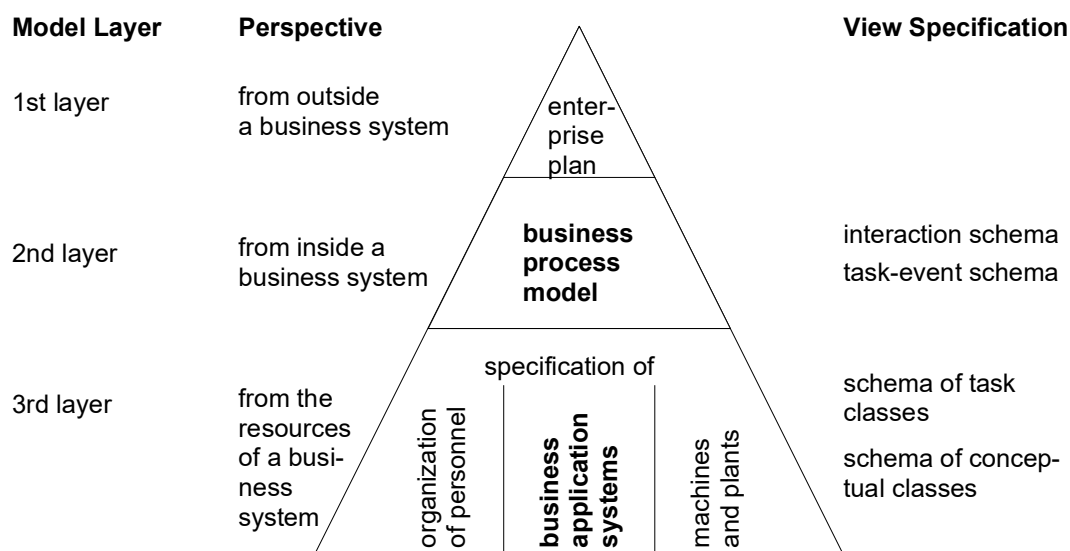 Model Layer
Perspective
View Specification
1st layer
from outside
a business system
enter-
prise
plan
2nd layer
from inside a
business system
business
process
model
interaction schema
task-event schema
3rd layer
from the
resources
of a busi-
ness
system
specification of
organization
of personnel
business
application
systems
machines
and plants
schema of task
classes
schema of concep-
tual classes